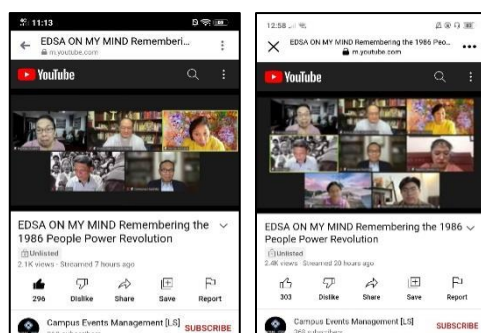 11:13
EDSA ON MY MIND Rememberi...
m.youtube.com
YouTube
EDSA ON MY MIND Remembering the
1986 People Power Revolution
Unlisted
2.1K views · Streamed 7 hours ago
296 Dislike Share Save Report
Campus Events Management [LS] SUBSCRIBE
12:58
EDSA ON MY MIND Remembering the 1986 Peo...
m.youtube.com
YouTube
EDSA ON MY MIND Remembering the 1986
People Power Revolution
Unlisted
2.4K views · Streamed 20 hours ago
303 Dislike Share Save Report
Campus Events Management [LS] SUBSCRIBE